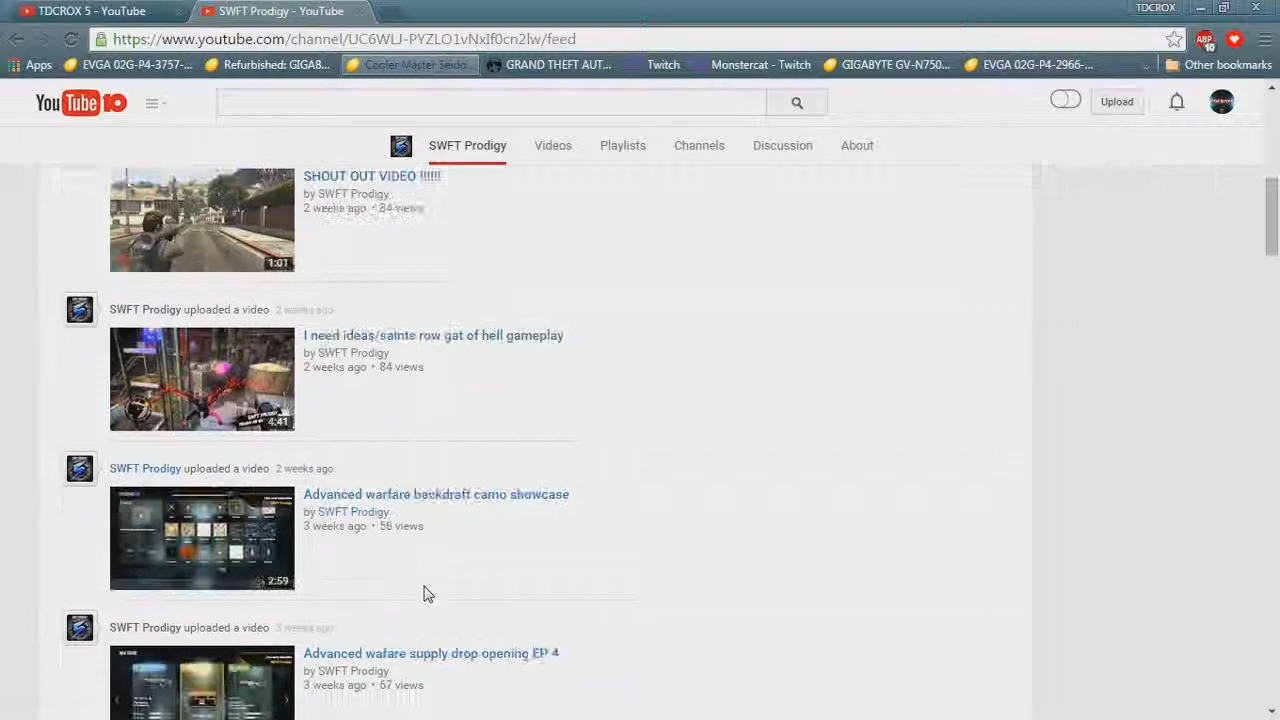 TDCROX 5 - YouTube
SWFT Prodigy - YouTube
TDCROX
https://www.youtube.com/channel/UC6WLJ-PYZLO1vNxIf0cn2lw/feed
ABP
10
Apps
EVGA 02G-P4-3757-...
Refurbished: GIGAB...
Cooler Master Seido...
GRAND THEFT AUT...
Twitch
Monstercat - Twitch
GIGABYTE GV-N750...
EVGA 02G-P4-2966-...
Other bookmarks
YouTube 10
Upload
SWFT Prodigy
Videos
Playlists
Channels
Discussion
About
SHOUT OUT VIDEO !!!!!!
by SWFT Prodigy
2 weeks ago • 84 views
1:01
SWFT Prodigy uploaded a video 2 weeks ago
I need ideas/saints row gat of hell gameplay
by SWFT Prodigy
2 weeks ago • 84 views
4:41
SWFT Prodigy uploaded a video 2 weeks ago
Advanced warfare backdraft camo showcase
by SWFT Prodigy
3 weeks ago • 56 views
2:59
SWFT Prodigy uploaded a video 3 weeks ago
Advanced wafare supply drop opening EP 4
by SWFT Prodigy
3 weeks ago • 57 views